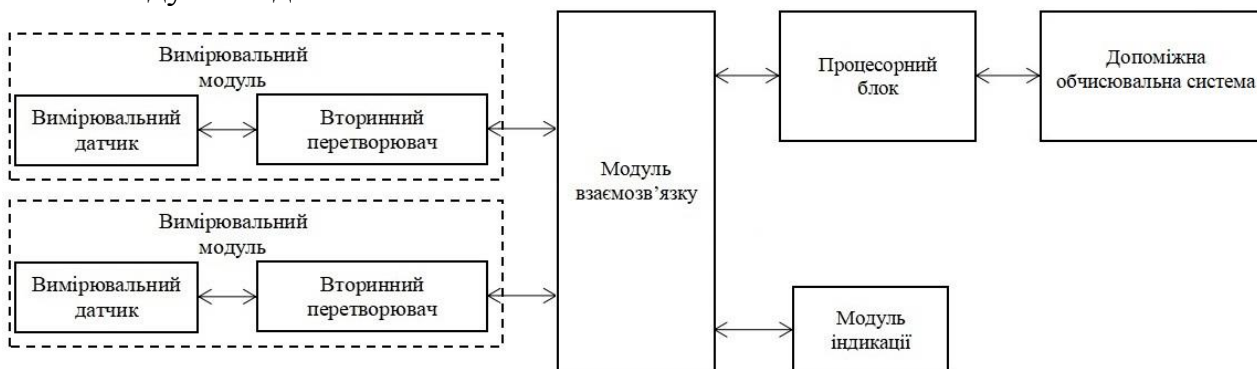 Вимірювальний
модуль
Вимірювальний
датчик
Вторинний
перетворювач
Вимірювальний
модуль
Вимірювальний
датчик
Вторинний
перетворювач
Модуль
взаємозв’язку
Процесорний
блок
Допоміжна
обчисювальна система
Модуль
індикації